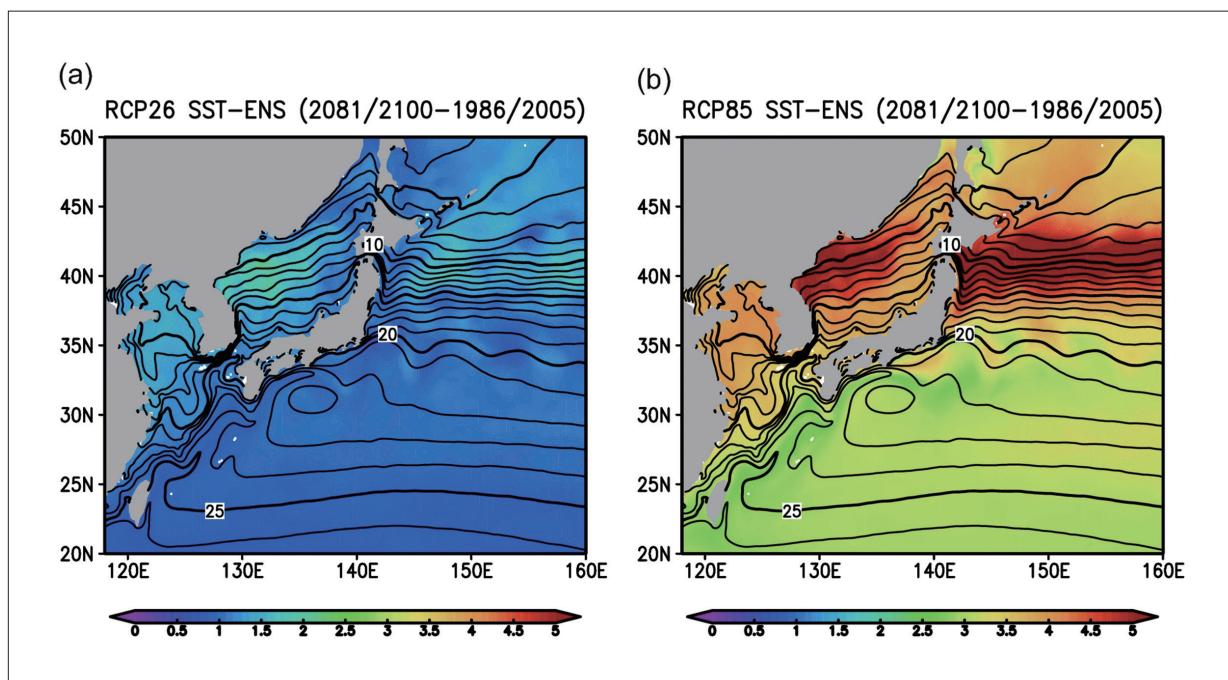 (a)
RCP26 SST-ENS (2081/2100-1986/2005)
50N
45N
40N
35N
30N
25N
20N
10
20
25
120E 130E 140E 150E 160E
0 0.5 1 1.5 2 2.5 3 3.5 4 4.5 5
(b)
RCP85 SST-ENS (2081/2100-1986/2005)
50N
45N
40N
35N
30N
25N
20N
10
20
25
120E 130E 140E 150E 160E
0 0.5 1 1.5 2 2.5 3 3.5 4 4.5 5